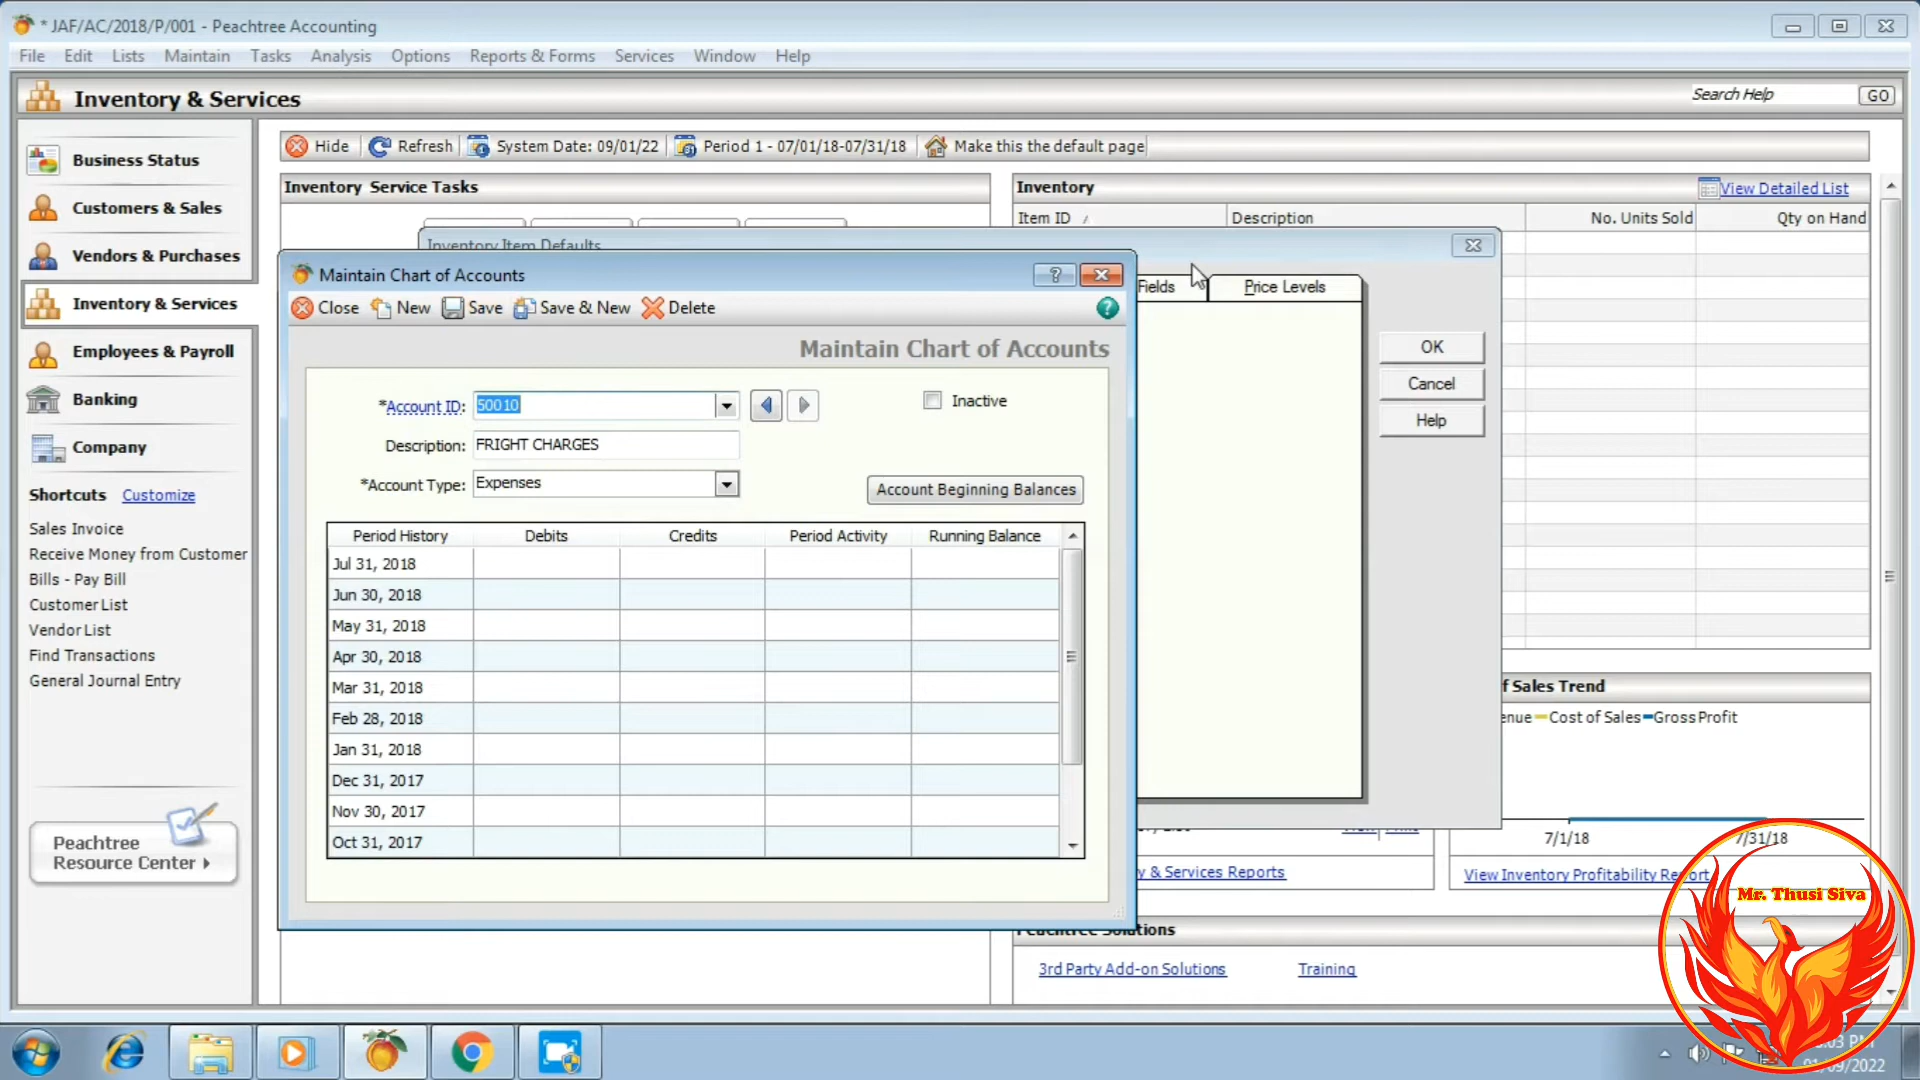 * JAF/AC/2018/P/001 - Peachtree Accounting
File Edit Lists Maintain Tasks Analysis Options Reports & Forms Services Window Help
Inventory & Services
Search Help GO
Business Status
Customers & Sales
Vendors & Purchases
Inventory & Services
Employees & Payroll
Banking
Company
Shortcuts Customize
Sales Invoice
Receive Money from Customer
Bills - Pay Bill
Customer List
Vendor List
Find Transactions
General Journal Entry
Peachtree
Resource Center
Hide Refresh System Date: 09/01/22 Period 1 - 07/01/18-07/31/18 Make this the default page
Inventory Service Tasks
Inventory View Detailed List
Item ID Description No. Units Sold Qty on Hand
Inventory Item Defaults
Fields Price Levels
OK
Cancel
Help
Maintain Chart of Accounts
Close New Save Save & New Delete
Maintain Chart of Accounts
*Account ID: 50010 Inactive
Description: FRIGHT CHARGES
*Account Type: Expenses Account Beginning Balances
Period History Debits Credits Period Activity Running Balance
Jul 31, 2018
Jun 30, 2018
May 31, 2018
Apr 30, 2018
Mar 31, 2018
Feb 28, 2018
Jan 31, 2018
Dec 31, 2017
Nov 30, 2017
Oct 31, 2017
f Sales Trend
enue Cost of Sales Gross Profit
7/1/18 7/31/18
y & Services Reports
View Inventory Profitability Report
Peachtree Solutions
3rd Party Add-on Solutions Training
Mr. Thusi Siva
:03 PM
01/09/2022